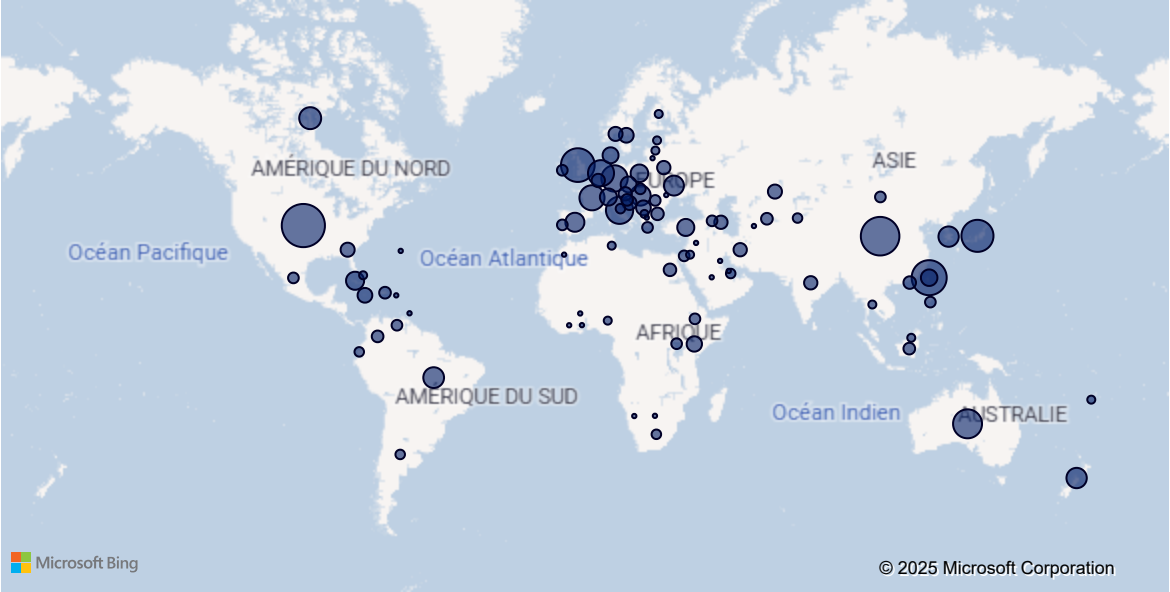 AMÉRIQUE DU NORD
ASIE
EUROPE
Océan Pacifique
Océan Atlantique
AFRIQUE
AMÉRIQUE DU SUD
Océan Indien
AUSTRALIE
Microsoft Bing
© 2025 Microsoft Corporation